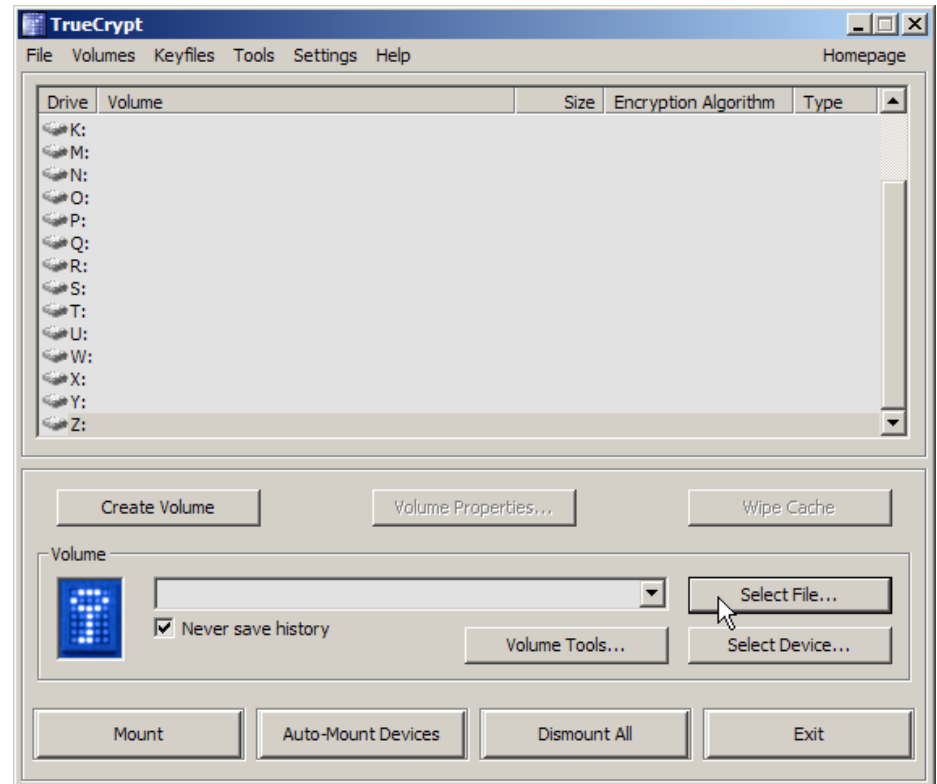 TrueCrypt
File Volumes Keyfiles Tools Settings Help Homepage
Drive Volume Size Encryption Algorithm Type
K:
M:
N:
O:
P:
Q:
R:
S:
T:
U:
W:
X:
Y:
Z:
Create Volume Volume Properties... Wipe Cache
Volume
Select File...
Never save history
Volume Tools... Select Device...
Mount Auto-Mount Devices Dismount All Exit